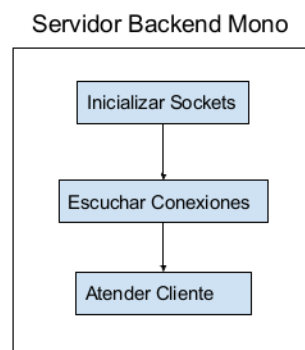 Servidor Backend Mono
Inicializar Sockets
Escuchar Conexiones
Atender Cliente